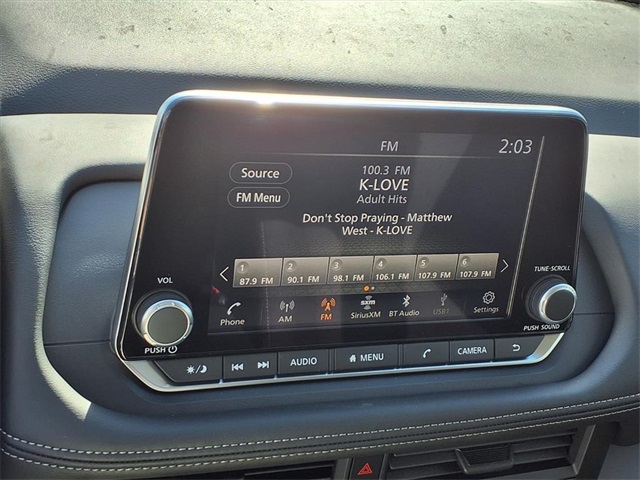 FM
2:03
Source
FM Menu
100.3 FM
K-LOVE
Adult Hits
Don't Stop Praying - Matthew
West - K-LOVE
1 2 3 4 5 6
87.9 FM 90.1 FM 98.1 FM 106.1 FM 107.9 FM 107.9 FM
sxm
Phone AM FM SiriusXM BT Audio USB1 Settings
VOL
PUSH
TUNE-SCROLL
PUSH SOUND
AUDIO MENU CAMERA